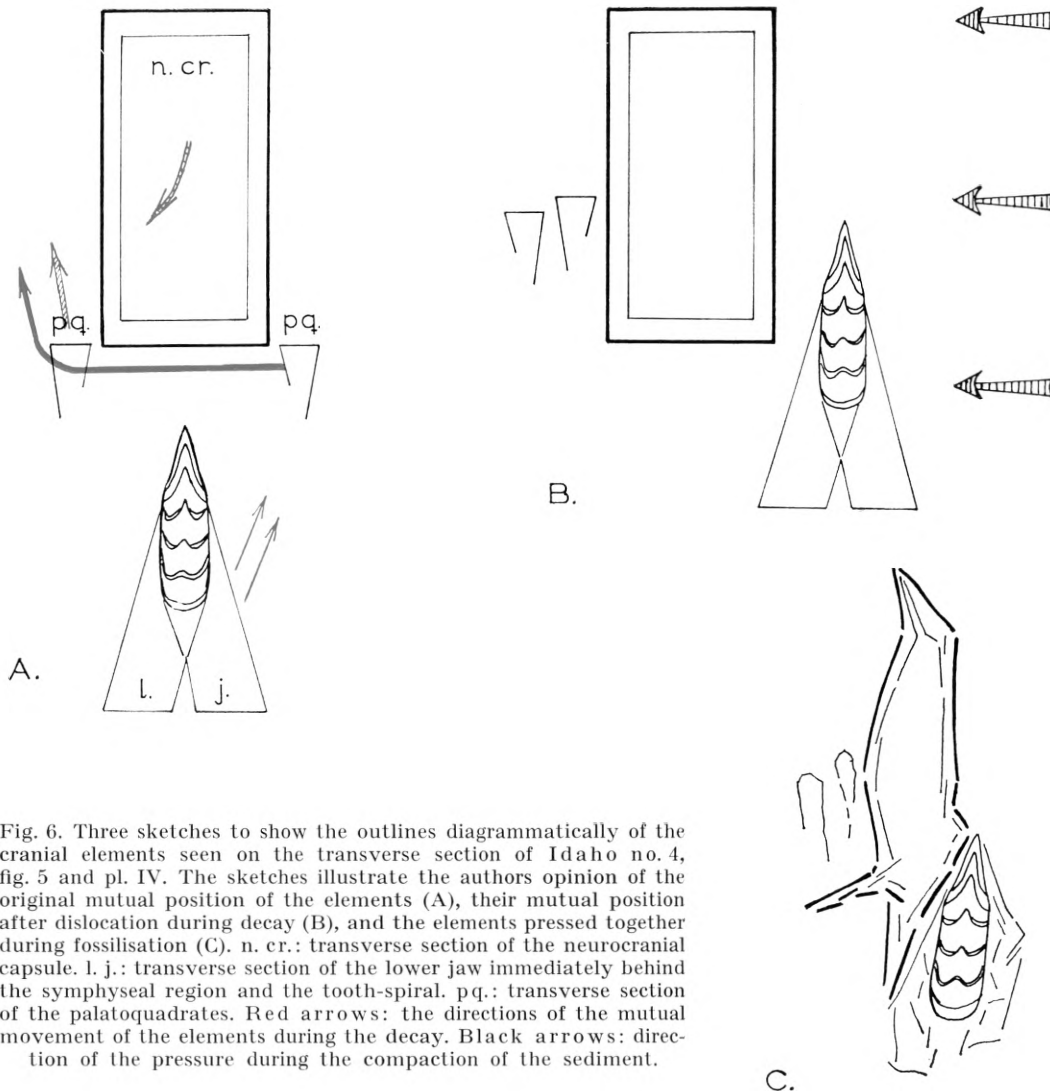 n. cr.
pq.
pq.
A.
l.
j.
B.
C.
Fig. 6. Three sketches to show the outlines diagrammatically of the
cranial elements seen on the transverse section of Idaho no. 4,
fig. 5 and pl. IV. The sketches illustrate the authors opinion of the
original mutual position of the elements (A), their mutual position
after dislocation during decay (B), and the elements pressed together
during fossilisation (C). n. cr.: transverse section of the neurocranial
capsule. l. j.: transverse section of the lower jaw immediately behind
the symphyseal region and the tooth-spiral. pq.: transverse section
of the palatoquadrates. Red arrows: the directions of the mutual
movement of the elements during the decay. Black arrows: direc-
tion of the pressure during the compaction of the sediment.